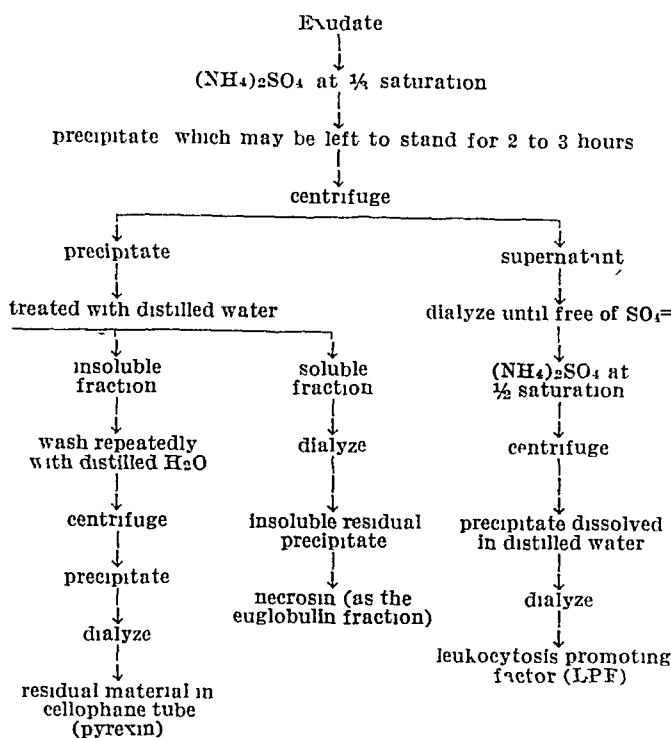 Exudate
(NH4)2SO4 at ⅓ saturation
precipitate which may be left to stand for 2 to 3 hours
centrifuge
precipitate
treated with distilled water
insoluble
fraction
wash repeatedly
with distilled H2O
centrifuge
precipitate
dialyze
residual material in
cellophane tube
(pyrexin)
soluble
fraction
dialyze
insoluble residual
precipitate
necrosin (as the
euglobulin fraction)
supernatant
dialyze until free of SO4=
(NH4)2SO4 at
½ saturation
centrifuge
precipitate dissolved
in distilled water
dialyze
leukocytosis promoting
factor (LPF)